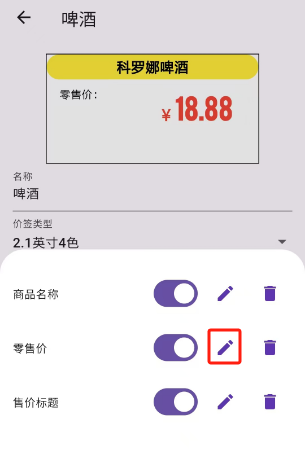 啤酒
科罗娜啤酒
零售价：
¥ 18.88
名称
啤酒
价签类型
2.1英寸4色
商品名称
零售价
售价标题